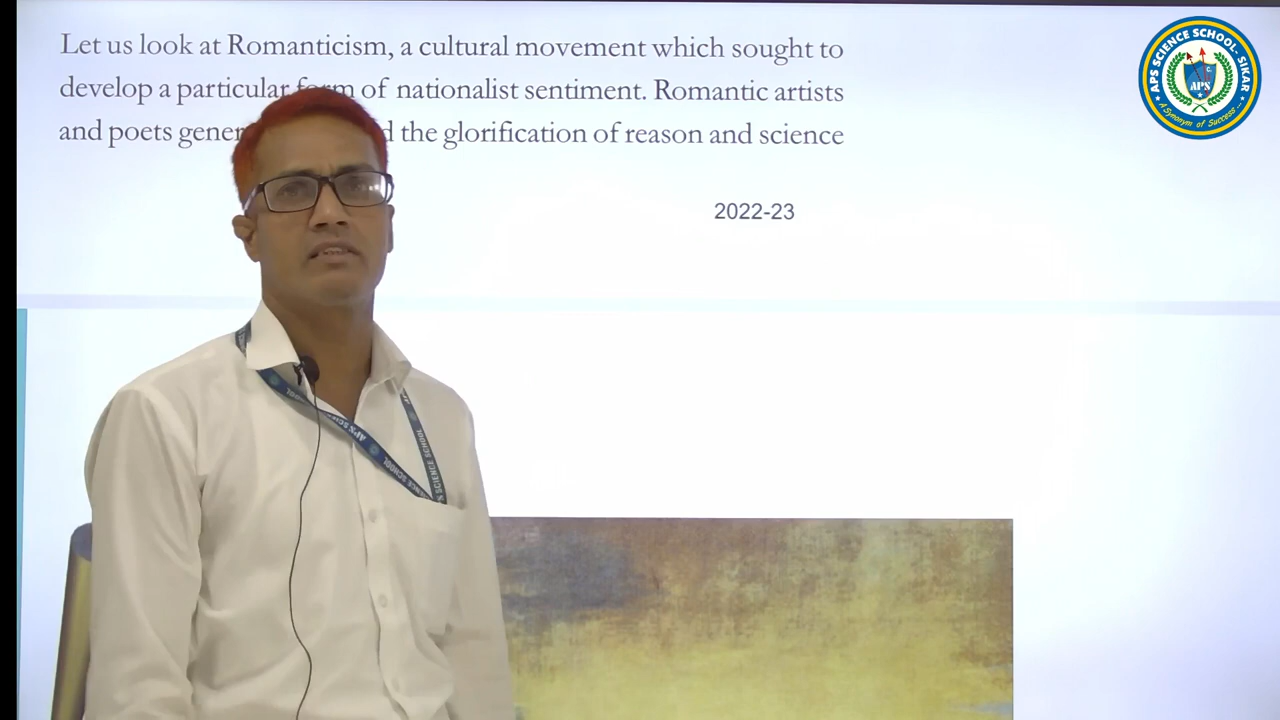 Let us look at Romanticism, a cultural movement which sought to
develop a particular form of nationalist sentiment. Romantic artists
and poets gener d the glorification of reason and science
2022-23
APS SCIENCE SCHOOL- SIKAR
APS
A Synonym of Success
SCIENCE SCHOOL